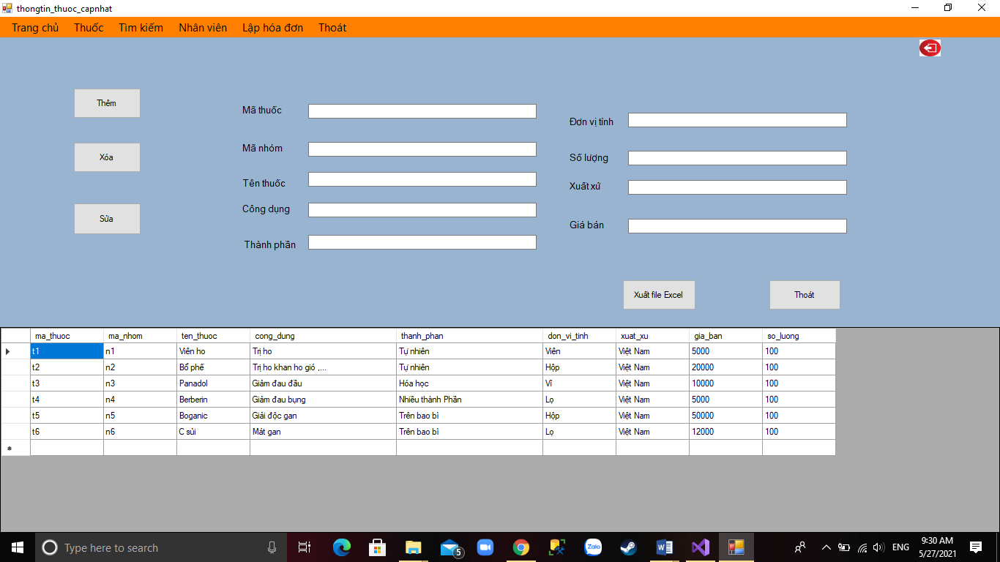 thongtin_thuoc_capnhat
Trang chủ Thuốc Tìm kiếm Nhân viên Lập hóa đơn Thoát
Thêm
Xóa
Sửa
Mã thuốc
Mã nhóm
Tên thuốc
Công dụng
Thành phần
Đơn vị tính
Số lượng
Xuất xứ
Giá bán
Xuất file Excel Thoát
ma_thuoc ma_nhom ten_thuoc cong_dung thanh_phan don_vi_tinh xuat_xu gia_ban so_luong
t1 n1 Viên ho Trị ho Tự nhiên Viên Việt Nam 5000 100
t2 n2 Bổ phế Trị ho khan ho gió ,... Tự nhiên Hộp Việt Nam 20000 100
t3 n3 Panadol Giảm đau đầu Hóa học Vĩ Việt Nam 10000 100
t4 n4 Berberin Giảm đau bụng Nhiều thành Phần Lọ Việt Nam 5000 100
t5 n5 Boganic Giải độc gan Trên bao bì Hộp Việt Nam 50000 100
t6 n6 C sủi Mát gan Trên bao bì Lọ Việt Nam 12000 100
Type here to search 5 Zalo ENG 9:30 AM
5/27/2021